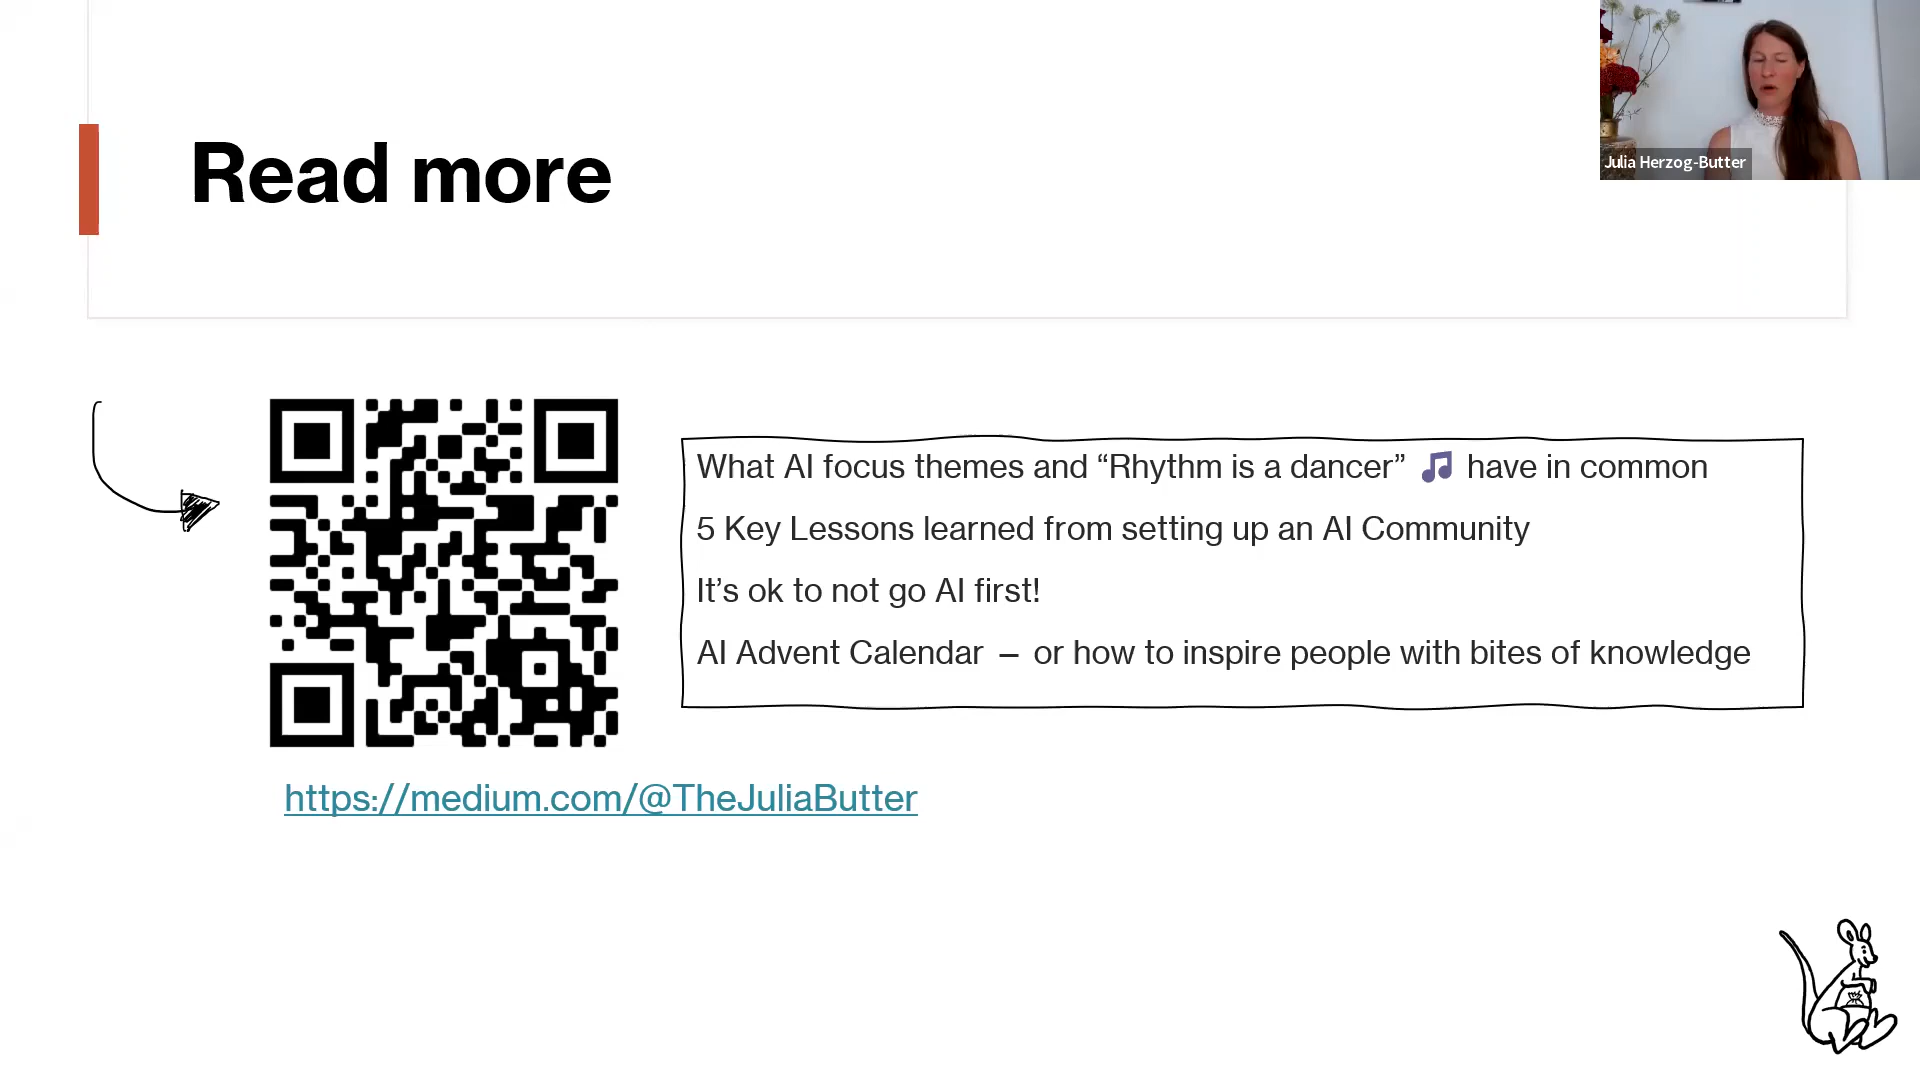 Read more
Julia Herzog-Butter
What AI focus themes and “Rhythm is a dancer” 🎵 have in common
5 Key Lessons learned from setting up an AI Community
It’s ok to not go AI first!
AI Advent Calendar – or how to inspire people with bites of knowledge
https://medium.com/@TheJuliaButter